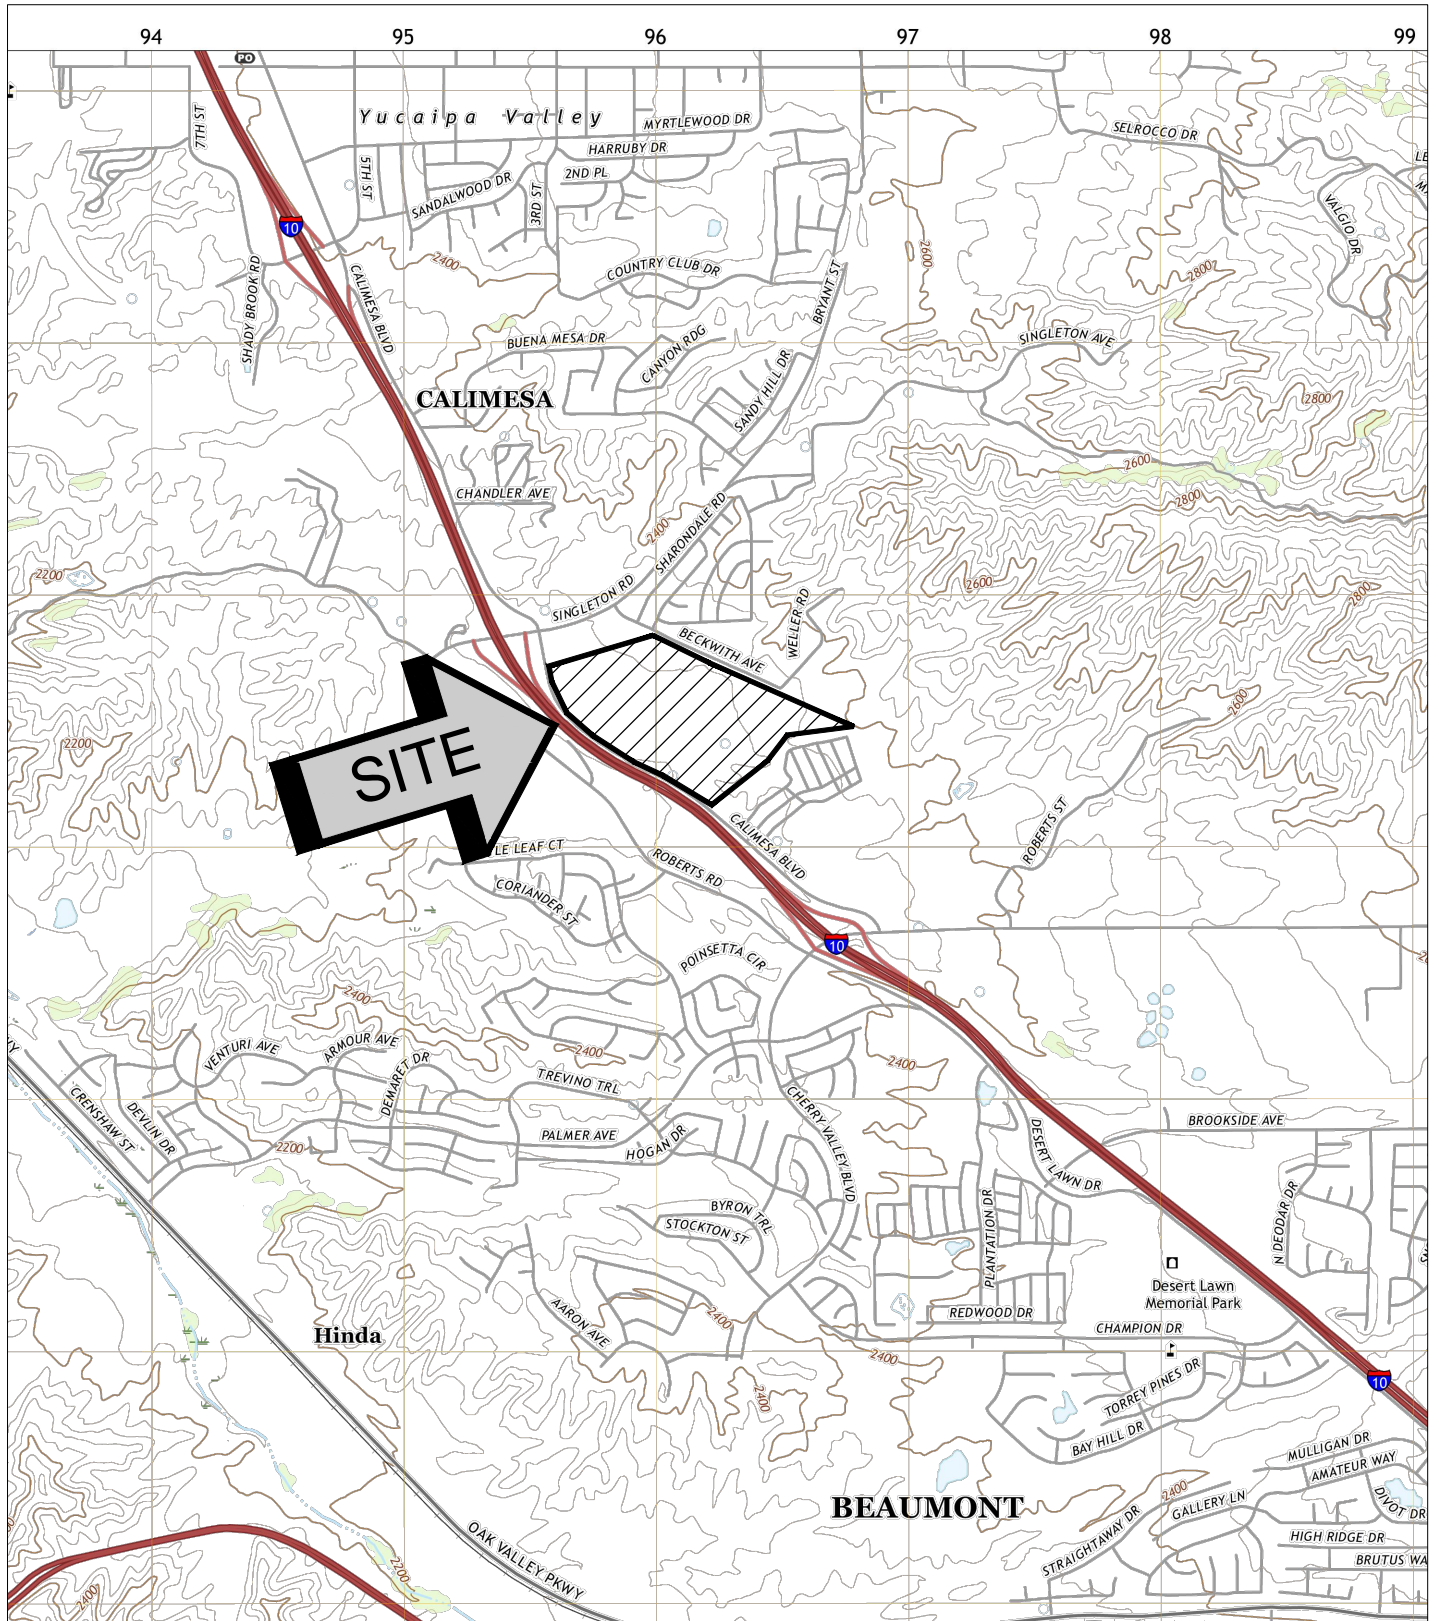 94 95 96 97 98 99
PO
7TH ST
Yucaipa Valley
MYRTLEWOOD DR
SELROCCO DR
HARRUBY DR
5TH ST
2ND PL
SANDALWOOD DR
3RD ST
VALGIO DR
10
2400
2600
2800
COUNTRY CLUB DR
SHADY BROOK RD
CALIMESA BLVD
BRYANT ST
BUENA MESA DR
CANYON RDG
SINGLETON AVE
SANDY HILL DR
CALIMESA
2800
2600
CHANDLER AVE
2800
2400
SHARONDALE RD
2200
SINGLETON RD
2600
2800
WELLER RD
BECKWITH AVE
2600
2200
SITE
ROBERTS ST
CALIMESA BLVD
LE LEAF CT
ROBERTS RD
CORIANDER ST
10
POINSETTA CIR
2400
VENTURI AVE
ARMOUR AVE
2400
2400
DEMARET DR
TREVINO TRL
CRENSHAW ST
DEVLIN DR
CHERRY VALLEY BLVD
BROOKSIDE AVE
PALMER AVE
HOGAN DR
2200
DESERT LAWN DR
PLANTATION DR
N DEODAR DR
BYRON TRL
STOCKTON ST
Desert Lawn
Memorial Park
AARON AVE
2400
REDWOOD DR
CHAMPION DR
Hinda
2400
10
2400
TORREY PINES DR
BAY HILL DR
MULLIGAN DR
AMATEUR WAY
2400
GALLERY LN
DIVOT DR
BEAUMONT
STRAIGHTAWAY DR
HIGH RIDGE DR
OAK VALLEY PKWY
BRUTUS WA
2200
2400